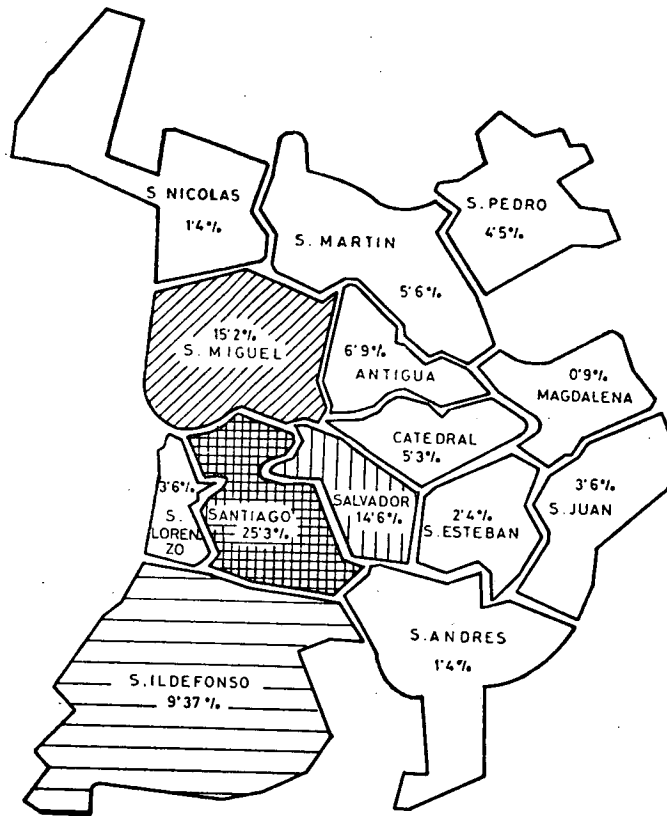 S. NICOLAS
1'4%
S. MARTIN
5'6%
S. PEDRO
4'5%
15'2%
S. MIGUEL
6'9%
ANTIGUA
0'9%
MAGDALENA
CATEDRAL
5'3%
3'6%
S.
LOREN
ZO
SANTIAGO
25'3%
SALVADOR
14'6%
2'4%
S. ESTEBAN
3'6%
S. JUAN
S. ILDEFONSO
9'37%
S. ANDRES
1'4%